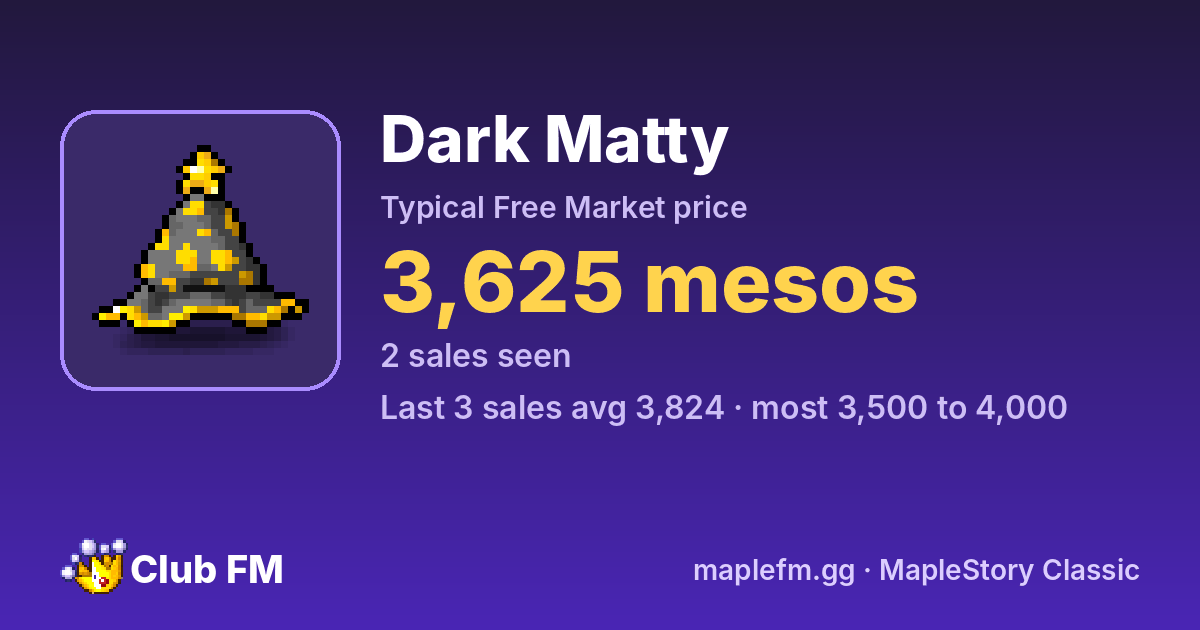 Dark Matty
Typical Free Market price
3,625 mesos
2 sales seen
Last 3 sales avg 3,824 · most 3,500 to 4,000
Club FM
maplefm.gg · MapleStory Classic